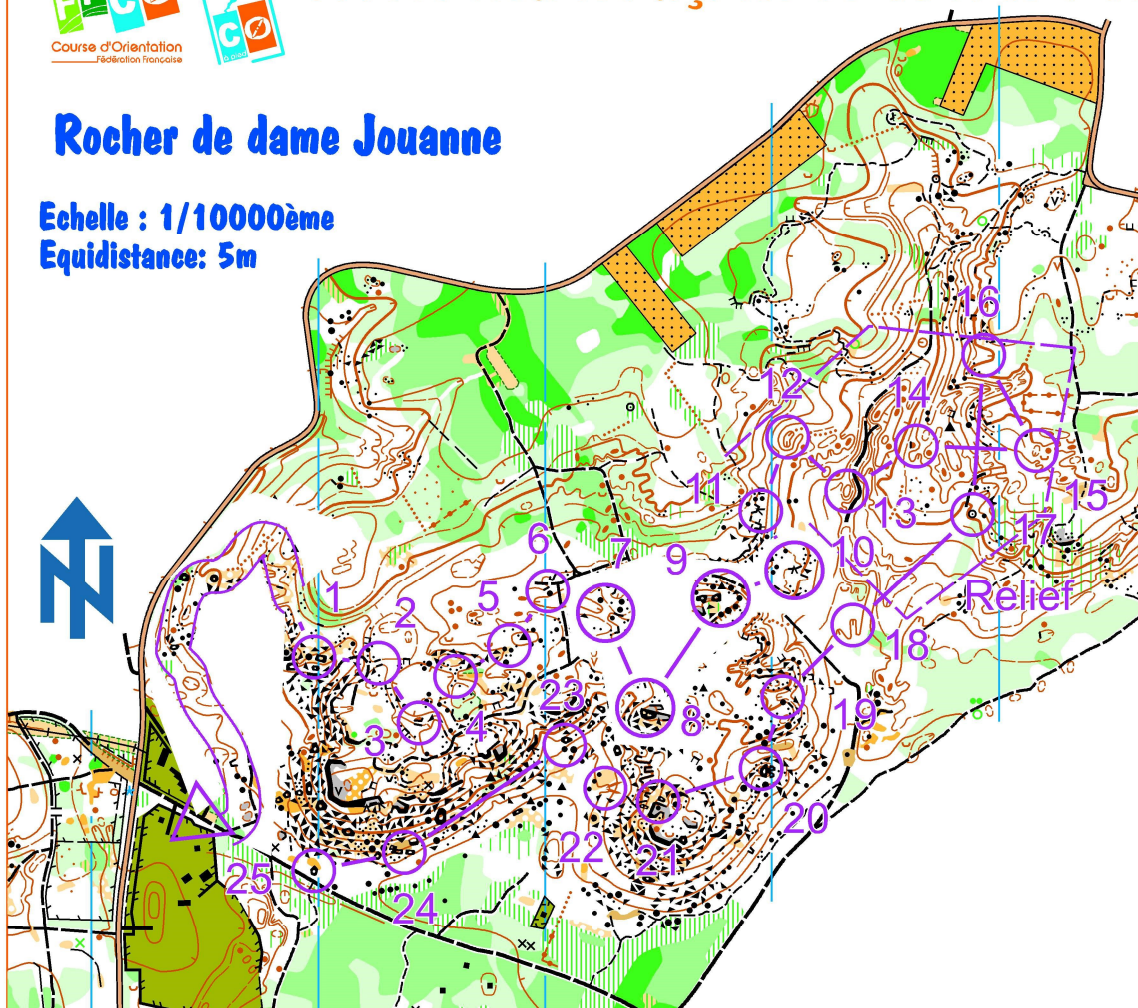 Course d'Orientation
Fédération Française
CO
à pied
Rocher de dame Jouanne
Echelle : 1/10000ème
Equidistance: 5m
N
16
12
14
11
13
15
6
7
9
10
17
1
2
5
Relief
18
3
4
23
8
19
20
22
21
25
24